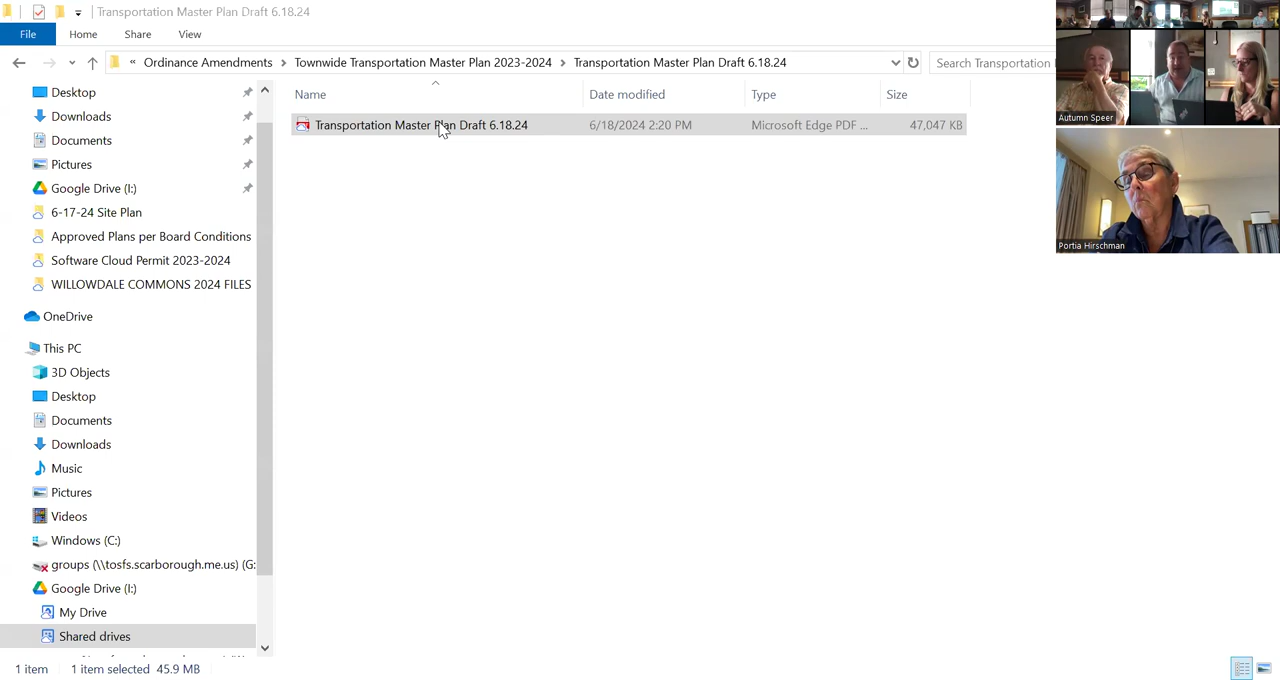 Transportation Master Plan Draft 6.18.24
File Home Share View
« Ordinance Amendments > Townwide Transportation Master Plan 2023-2024 > Transportation Master Plan Draft 6.18.24
Search Transportation
Name Date modified Type Size
Transportation Master Plan Draft 6.18.24 6/18/2024 2:20 PM Microsoft Edge PDF ... 47,047 KB
Desktop
Downloads
Documents
Pictures
Google Drive (I:)
6-17-24 Site Plan
Approved Plans per Board Conditions
Software Cloud Permit 2023-2024
WILLOWDALE COMMONS 2024 FILES
OneDrive
This PC
3D Objects
Desktop
Documents
Downloads
Music
Pictures
Videos
Windows (C:)
groups (\\tosfs.scarborough.me.us) (G:
Google Drive (I:)
My Drive
Shared drives
1 item 1 item selected 45.9 MB
Autumn Speer
Portia Hirschman